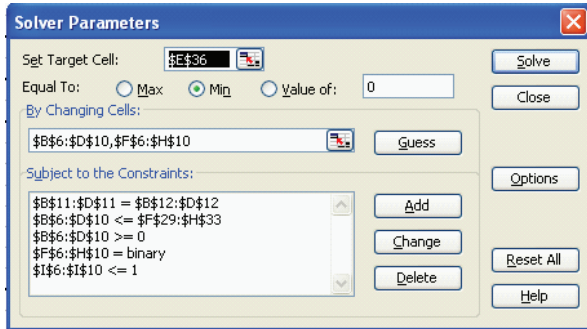 Solver Parameters
Set Target Cell: $E$36
Solve
Equal To: Max Min Value of: 0
Close
By Changing Cells:
$B$6:$D$10,$F$6:$H$10
Guess
Subject to the Constraints:
Options
$B$11:$D$11 = $B$12:$D$12
$B$6:$D$10 <= $F$29:$H$33
$B$6:$D$10 >= 0
$F$6:$H$10 = binary
$I$6:$I$10 <= 1
Add
Change
Delete
Reset All
Help